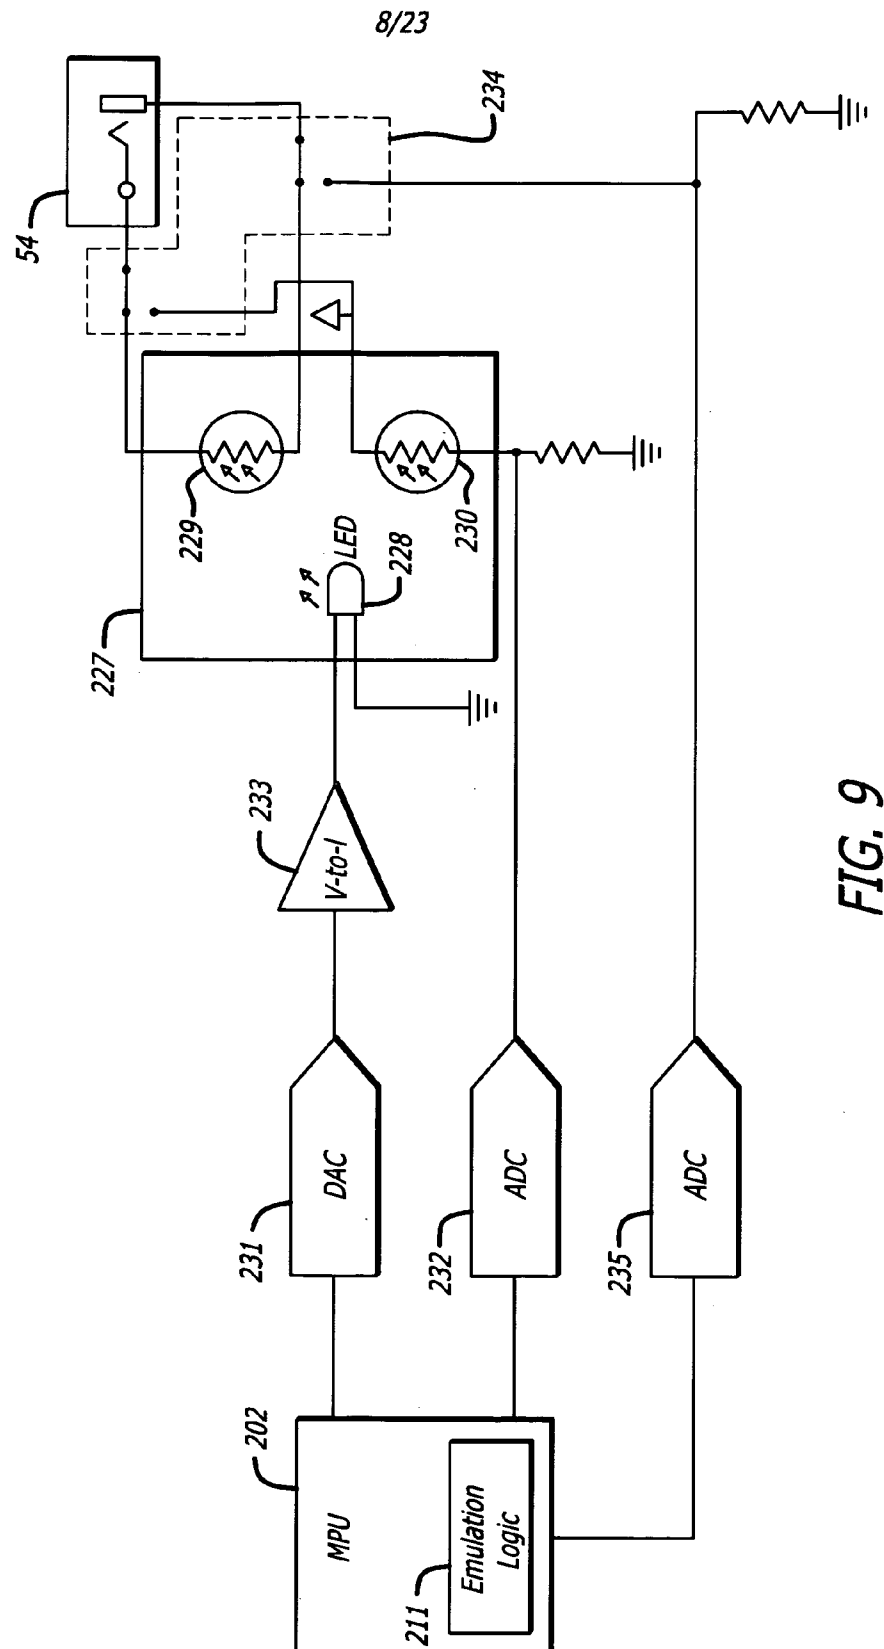 8/23
54
234
227
229
230
LED
228
233
V-to-I
231
DAC
232
ADC
235
ADC
202
MPU
211
Emulation
Logic
FIG. 9